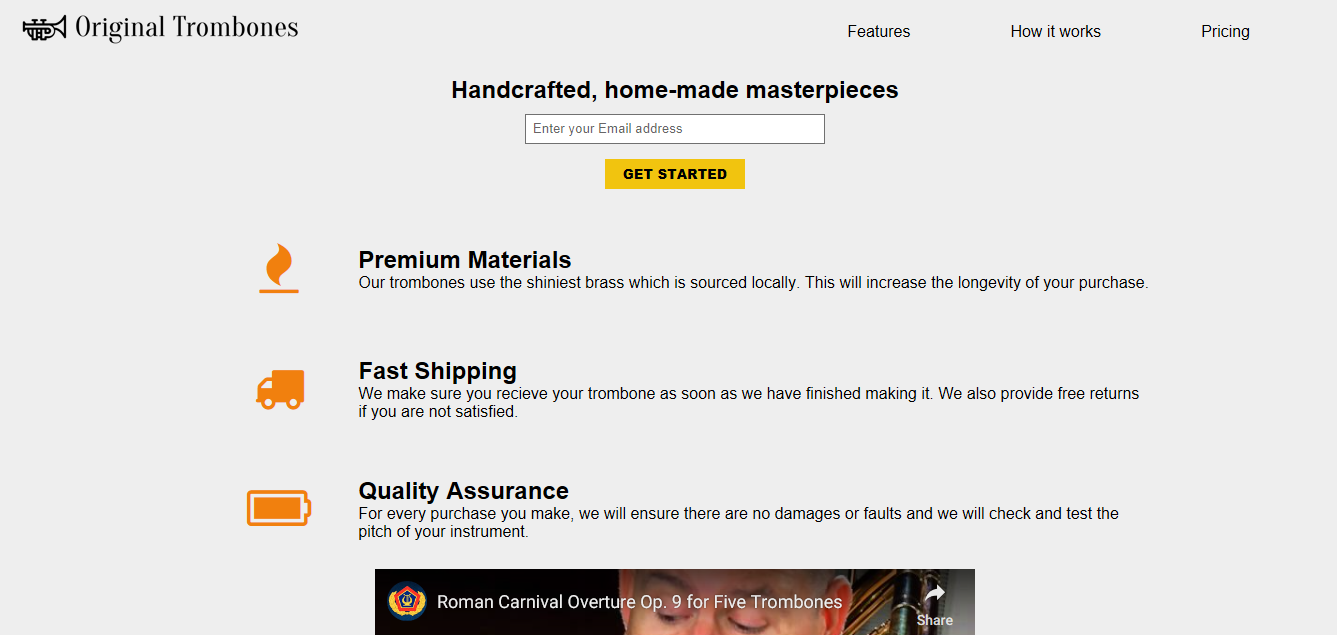 Original Trombones
Features
How it works
Pricing
Handcrafted, home-made masterpieces
Enter your Email address
GET STARTED
Premium Materials
Our trombones use the shiniest brass which is sourced locally. This will increase the longevity of your purchase.
Fast Shipping
We make sure you recieve your trombone as soon as we have finished making it. We also provide free returns
if you are not satisfied.
Quality Assurance
For every purchase you make, we will ensure there are no damages or faults and we will check and test the
pitch of your instrument.
Roman Carnival Overture Op. 9 for Five Trombones
Share